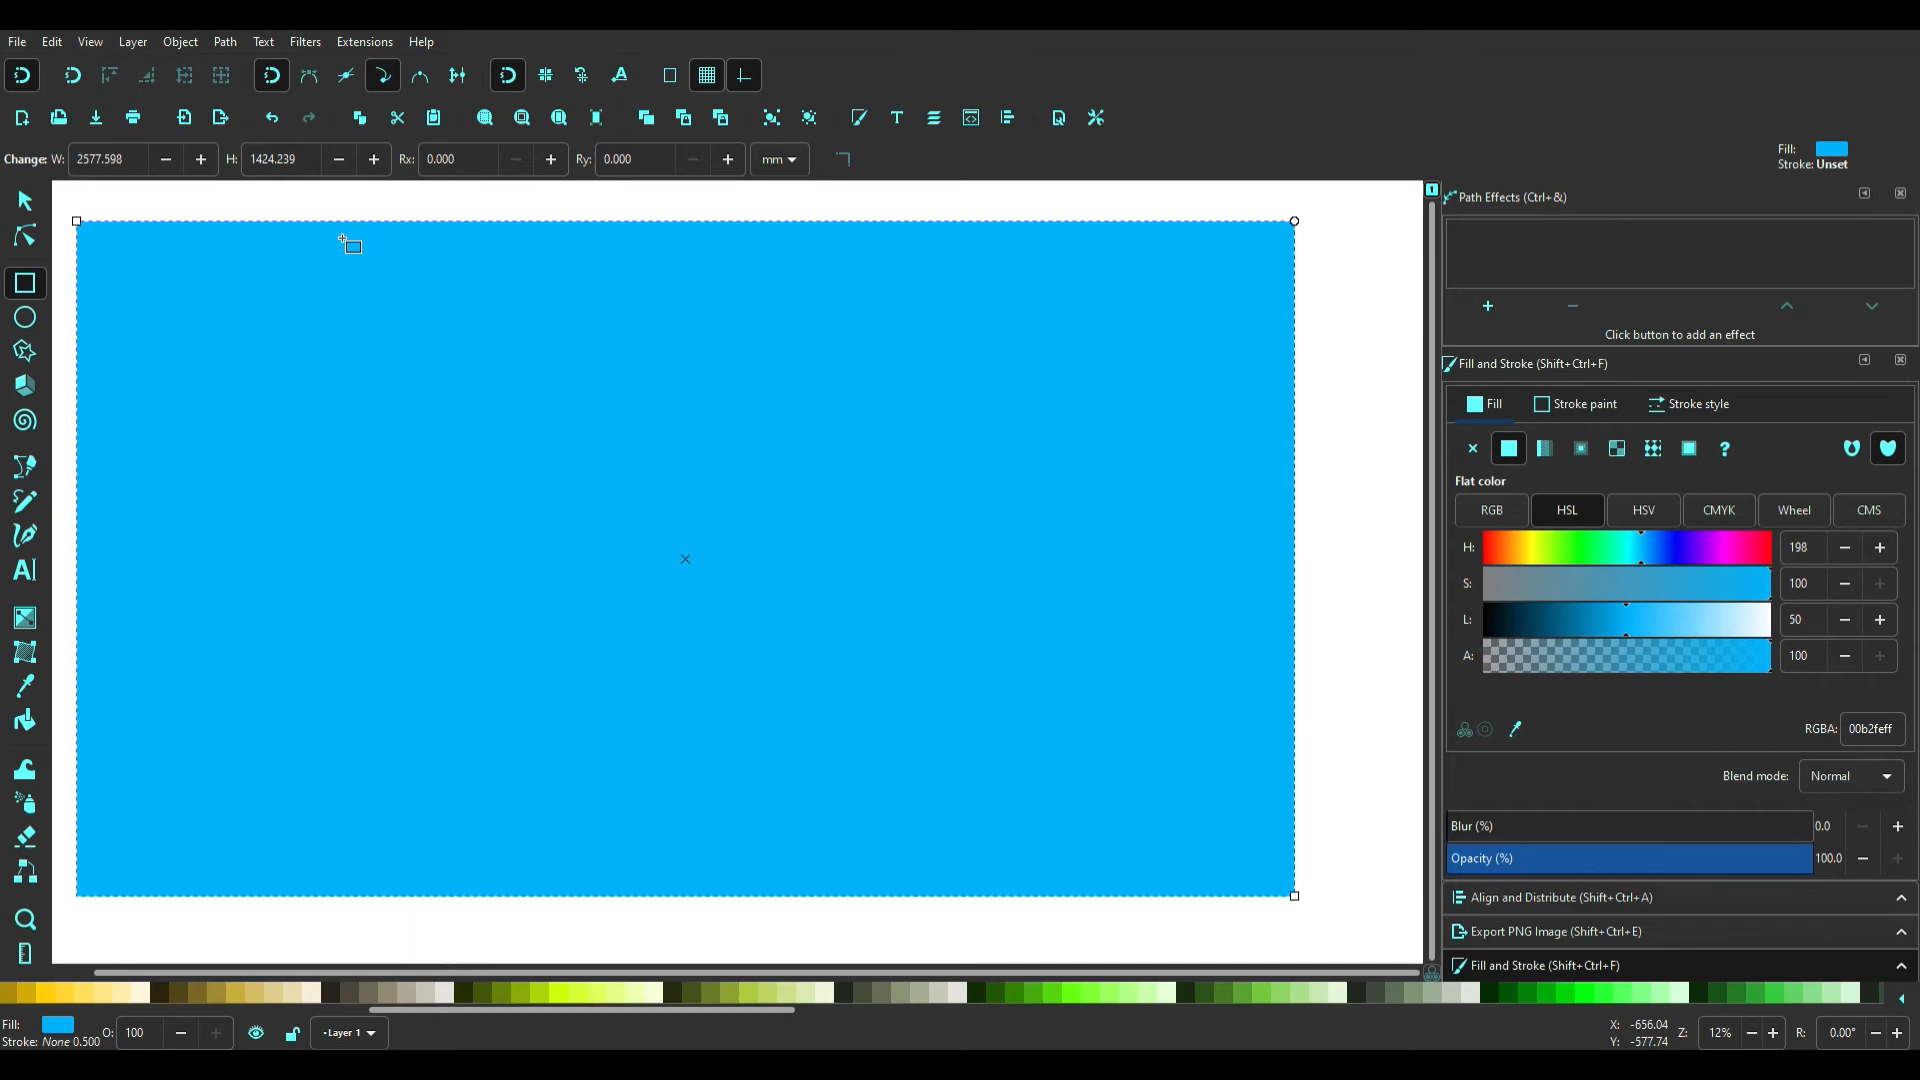 File Edit View Layer Object Path Text Filters Extensions Help
Change: W: 2577.598 H: 1424.239 Rx: 0.000 Ry: 0.000 mm
Fill:
Stroke: Unset
Path Effects (Ctrl+&)
Click button to add an effect
Fill and Stroke (Shift+Ctrl+F)
Fill Stroke paint Stroke style
Flat color
RGB HSL HSV CMYK Wheel CMS
H: 198
S: 100
L: 50
A: 100
RGBA: 00b2feff
Blend mode: Normal
Blur (%) 0.0
Opacity (%) 100.0
Align and Distribute (Shift+Ctrl+A)
Export PNG Image (Shift+Ctrl+E)
Fill and Stroke (Shift+Ctrl+F)
Fill: O: 100 -Layer 1 X: -656.04 Z: 12% R: 0.00°
Stroke: None 0.500 Y: -577.74